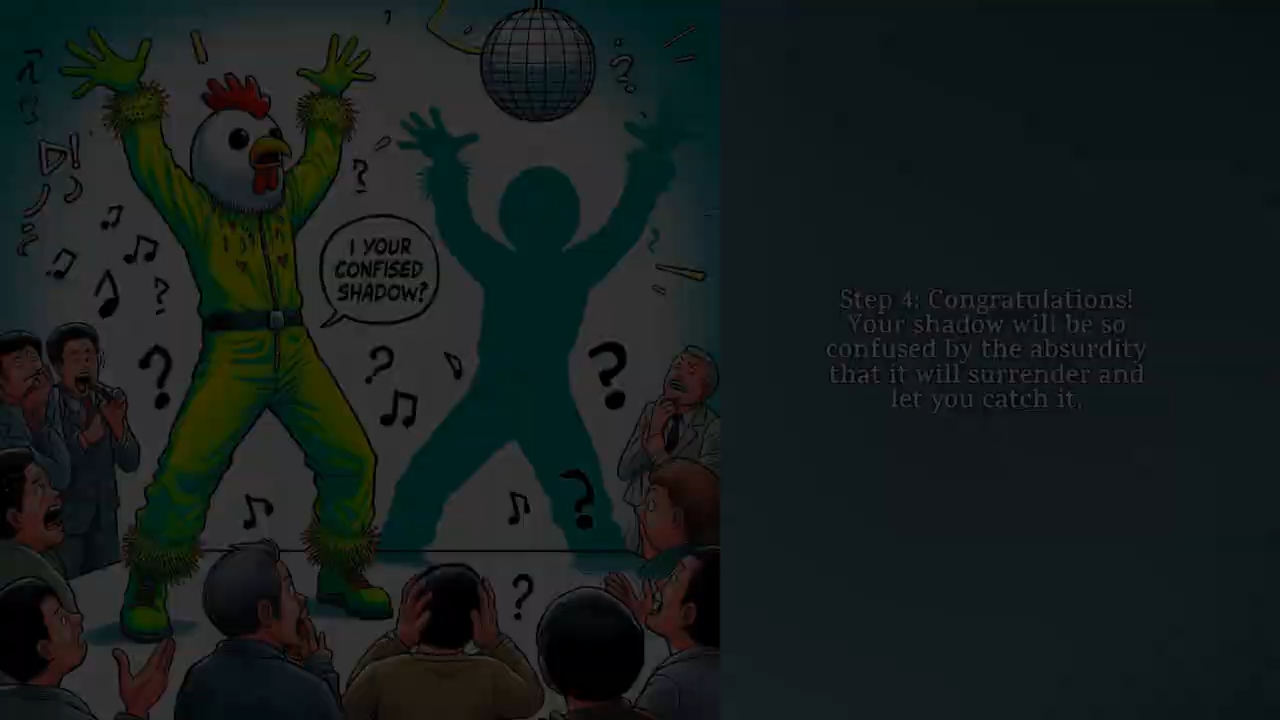 I YOUR
CONFISED
SHADOW?
Step 4: Congratulations!
Your shadow will be so
confused by the absurdity
that it will surrender and
let you catch it.